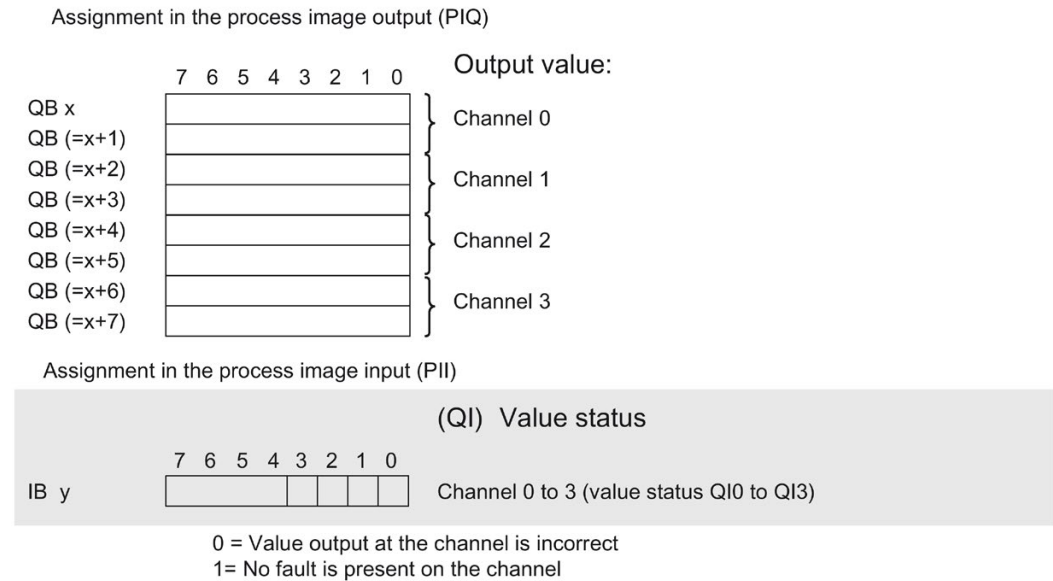 Assignment in the process image output (PIQ)
7 6 5 4 3 2 1 0 Output value:
QB x
QB (=x+1)
Channel 0
QB (=x+2)
QB (=x+3)
Channel 1
QB (=x+4)
QB (=x+5)
Channel 2
QB (=x+6)
QB (=x+7)
Channel 3
Assignment in the process image input (PII)
(QI) Value status
7 6 5 4 3 2 1 0
IB y Channel 0 to 3 (value status QI0 to QI3)
0 = Value output at the channel is incorrect
1= No fault is present on the channel